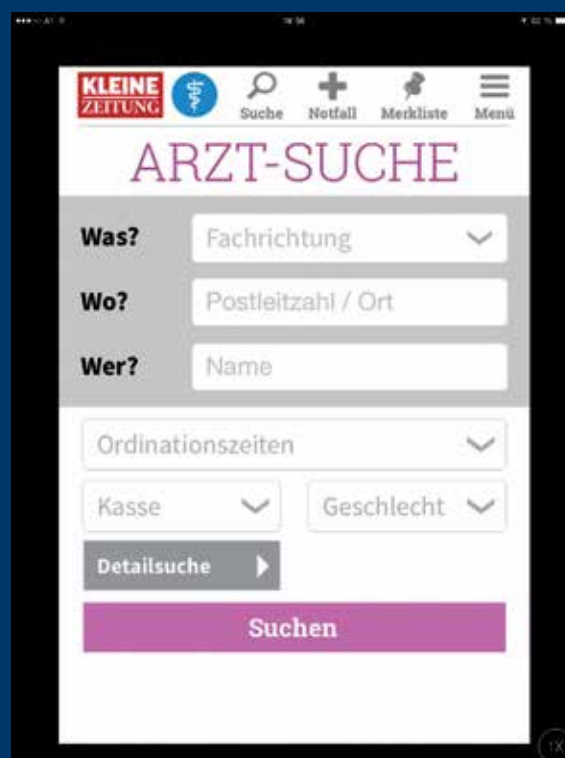 KLEINE
ZEITUNG
Suche Notfall Merkliste Menü
ARZT-SUCHE
Was? Fachrichtung
Wo? Postleitzahl / Ort
Wer? Name
Ordinationszeiten
Kasse Geschlecht
Detailsuche
Suchen
1X